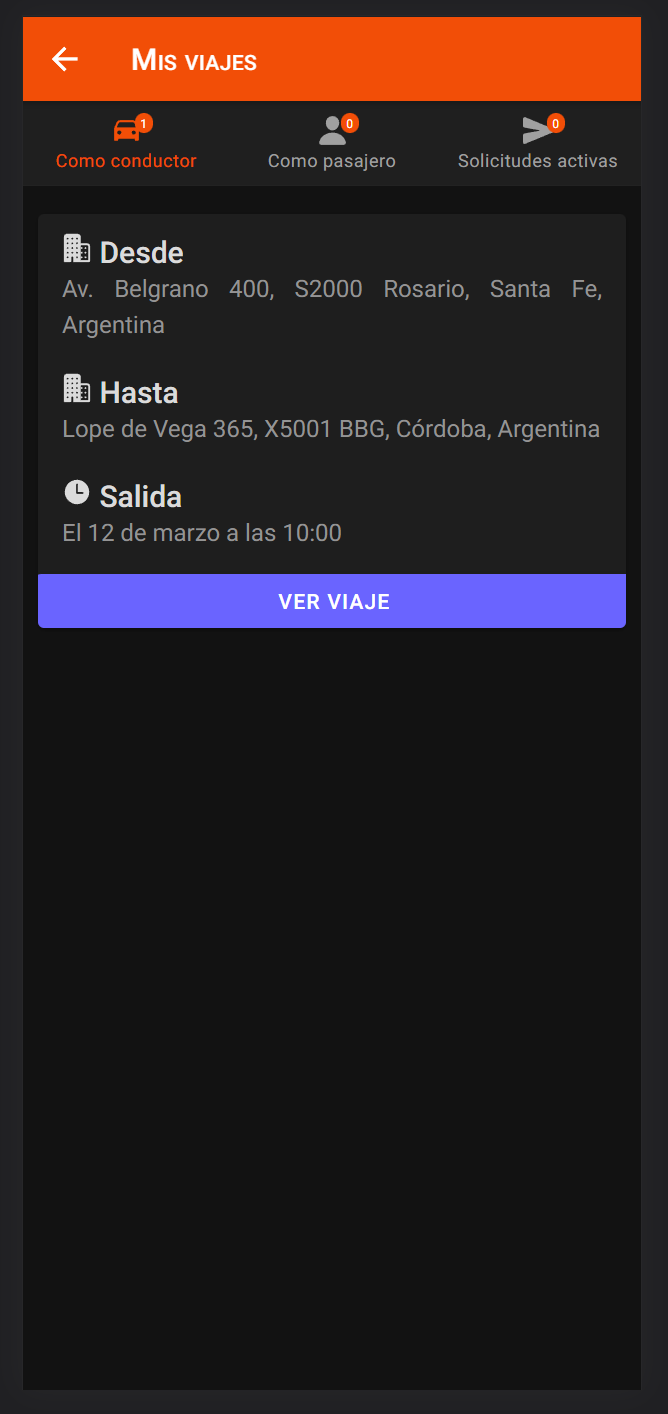 Mis viajes
1
Como conductor
0
Como pasajero
0
Solicitudes activas
Desde
Av. Belgrano 400, S2000 Rosario, Santa Fe,
Argentina
Hasta
Lope de Vega 365, X5001 BBG, Córdoba, Argentina
Salida
El 12 de marzo a las 10:00
VER VIAJE